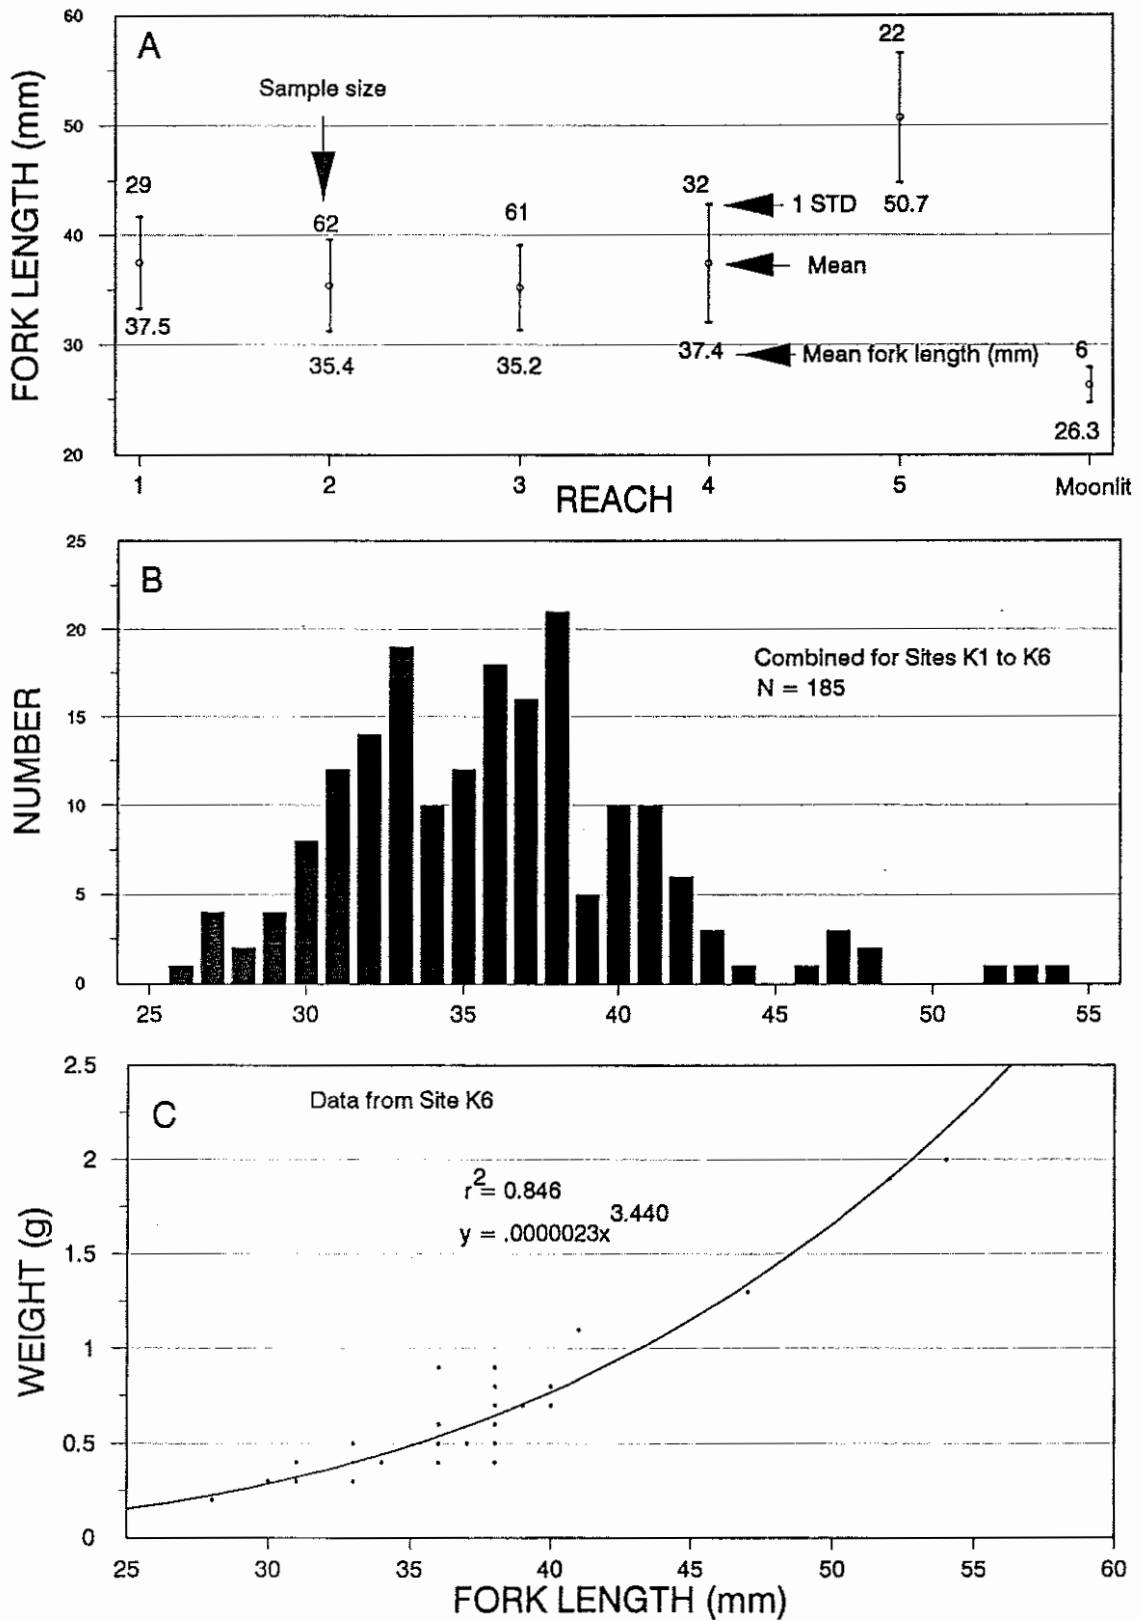 A
FORK LENGTH (mm)
60
50
40
30
20
Sample size
29
62
61
32
22
6
1 STD
Mean
Mean fork length (mm)
37.5
35.4
35.2
37.4
50.7
26.3
1 2 3 4 5 Moonlit
REACH
B
NUMBER
25
20
15
10
5
0
Combined for Sites K1 to K6
N = 185
25 30 35 40 45 50 55
C
WEIGHT (g)
2.5
2
1.5
1
0.5
0
Data from Site K6
r2= 0.846
y = .0000023x3.440
25 30 35 40 45 50 55 60
FORK LENGTH (mm)